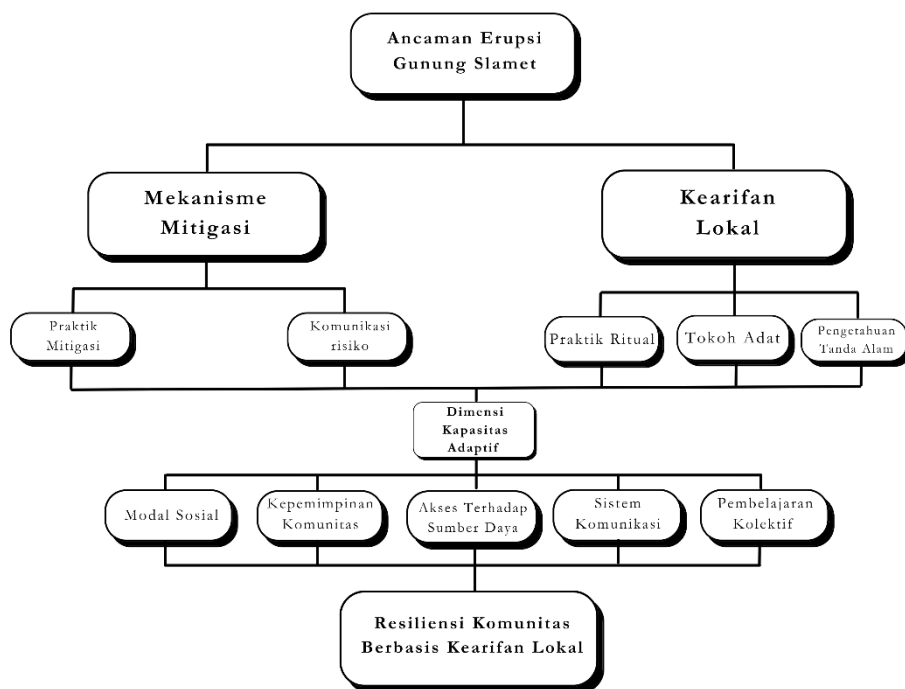 Ancaman Erupsi
Gunung Slamet
Mekanisme
Mitigasi
Kearifan
Lokal
Praktik
Mitigasi
Komunikasi
risiko
Praktik Ritual
Tokoh Adat
Pengetahuan
Tanda Alam
Dimensi
Kapasitas
Adaptif
Modal Sosial
Kepemimpinan
Komunitas
Akses Terhadap
Sumber Daya
Sistem
Komunikasi
Pembelajaran
Kolektif
Resiliensi Komunitas
Berbasis Kearifan Lokal